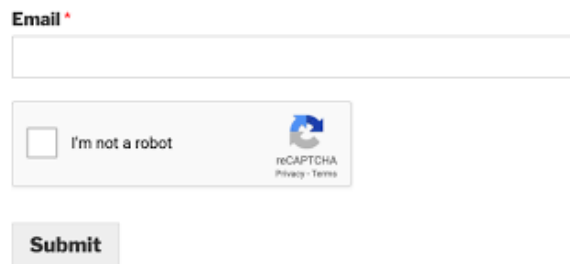 Email *
I'm not a robot
reCAPTCHA
Privacy - Terms
Submit